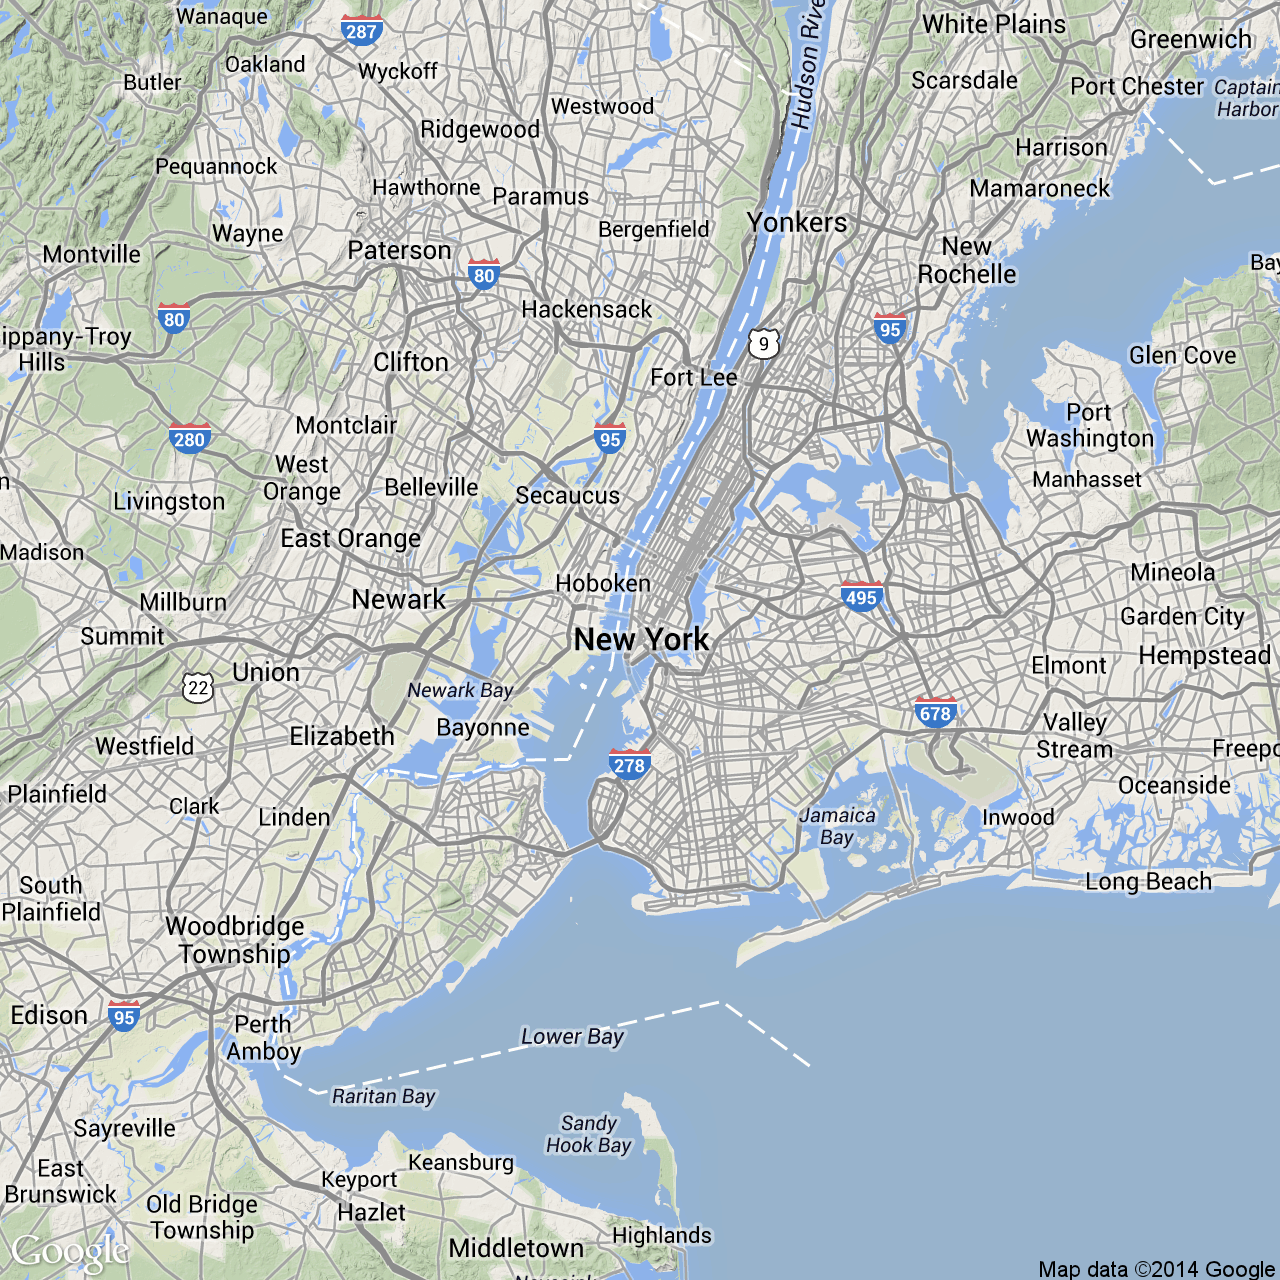 Wanaque
287
Hudson River
White Plains
Greenwich
Oakland
Wyckoff
Butler
Scarsdale
Port Chester
Captain
Harbor
Westwood
Ridgewood
Harrison
Pequannock
Hawthorne
Paramus
Mamaroneck
Wayne
Bergenfield
Yonkers
Montville
Paterson
New
Rochelle
Bay
80
80
Hackensack
95
ippany-Troy
Hills
9
Glen Cove
Clifton
Fort Lee
Port
Washington
Montclair
280
95
West
Orange
Belleville
Secaucus
Manhasset
n
Livingston
East Orange
Madison
Hoboken
Mineola
Millburn
Newark
495
Garden City
Summit
New York
Hempstead
Union
Elmont
22
Newark Bay
678
Valley
Stream
Bayonne
Westfield
Elizabeth
Freepo
278
Plainfield
Clark
Linden
Jamaica
Bay
Inwood
Oceanside
South
Plainfield
Long Beach
Woodbridge
Township
Edison
95
Perth
Amboy
Lower Bay
Raritan Bay
Sayreville
Sandy
Hook Bay
East
Brunswick
Keansburg
Keyport
Old Bridge
Township
Hazlet
Highlands
Middletown
Google
Map data ©2014 Google